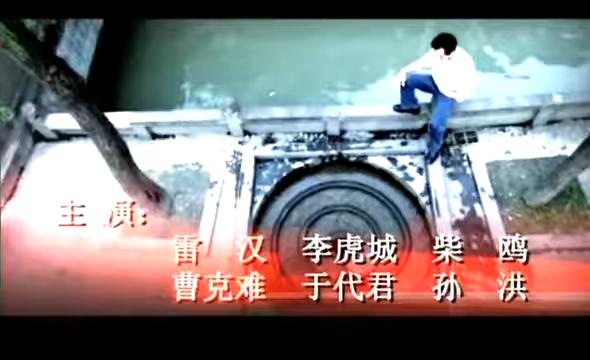 主 演:
雷 汉 李虎城 柴 鸥
曹克难 于代君 孙 洪